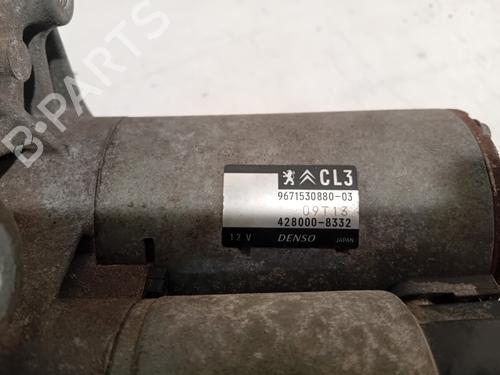 B-PARTS
CL3
9671530880-03
09T13
428000-8332
12 V DENSO JAPAN